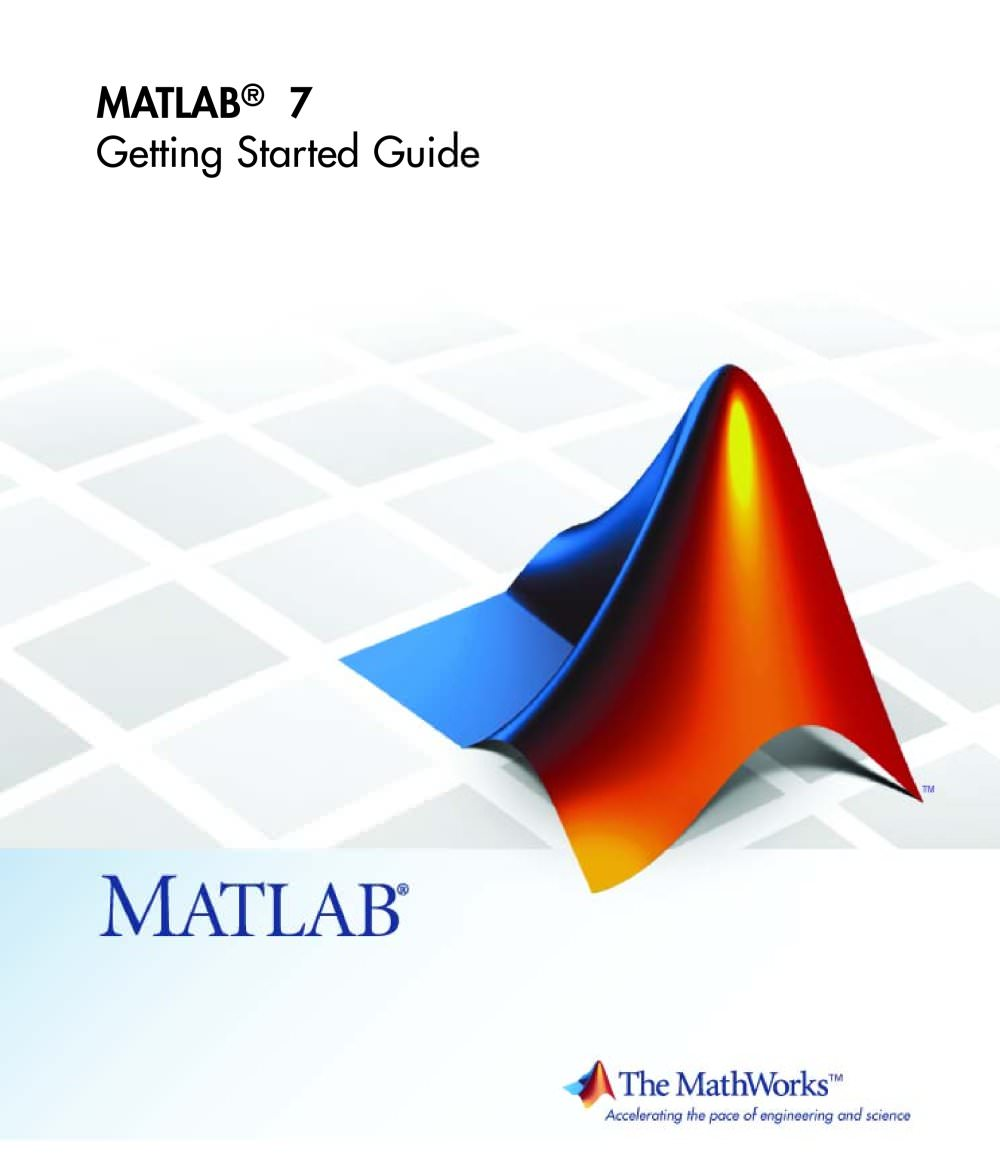 MATLAB® 7
Getting Started Guide
TM
MATLAB®
The MathWorks™
Accelerating the pace of engineering and science